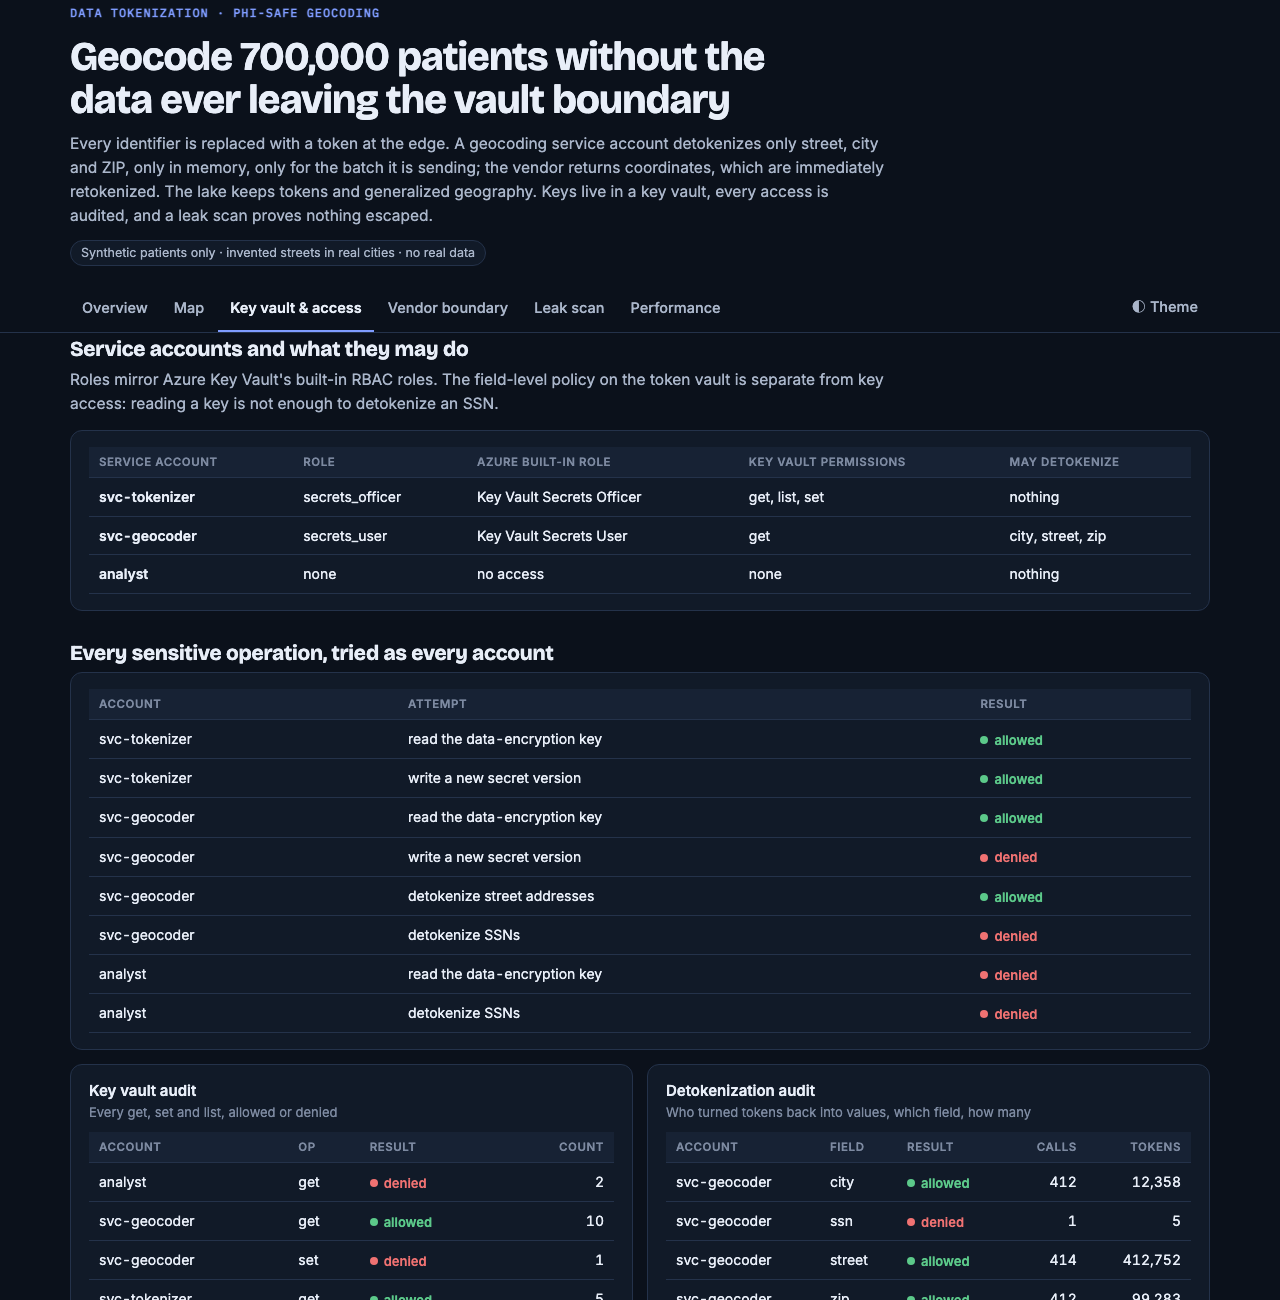 DATA TOKENIZATION · PHI-SAFE GEOCODING
Geocode 700,000 patients without the
data ever leaving the vault boundary
Every identifier is replaced with a token at the edge. A geocoding service account detokenizes only street, city
and ZIP, only in memory, only for the batch it is sending; the vendor returns coordinates, which are immediately
retokenized. The lake keeps tokens and generalized geography. Keys live in a key vault, every access is
audited, and a leak scan proves nothing escaped.
Synthetic patients only · invented streets in real cities · no real data
Overview Map Key vault & access Vendor boundary Leak scan Performance Theme
Service accounts and what they may do
Roles mirror Azure Key Vault's built-in RBAC roles. The field-level policy on the token vault is separate from key
access: reading a key is not enough to detokenize an SSN.
SERVICE ACCOUNT ROLE AZURE BUILT-IN ROLE KEY VAULT PERMISSIONS MAY DETOKENIZE
svc-tokenizer secrets_officer Key Vault Secrets Officer get, list, set nothing
svc-geocoder secrets_user Key Vault Secrets User get city, street, zip
analyst none no access none nothing
Every sensitive operation, tried as every account
ACCOUNT ATTEMPT RESULT
svc-tokenizer read the data-encryption key allowed
svc-tokenizer write a new secret version allowed
svc-geocoder read the data-encryption key allowed
svc-geocoder write a new secret version denied
svc-geocoder detokenize street addresses allowed
svc-geocoder detokenize SSNs denied
analyst read the data-encryption key denied
analyst detokenize SSNs denied
Key vault audit
Every get, set and list, allowed or denied
ACCOUNT OP RESULT COUNT
analyst get denied 2
svc-geocoder get allowed 10
svc-geocoder set denied 1
svc-tokenizer get allowed 5
Detokenization audit
Who turned tokens back into values, which field, how many
ACCOUNT FIELD RESULT CALLS TOKENS
svc-geocoder city allowed 412 12,358
svc-geocoder ssn denied 1 5
svc-geocoder street allowed 414 412,752
svc-geocoder zip allowed 412 99,283